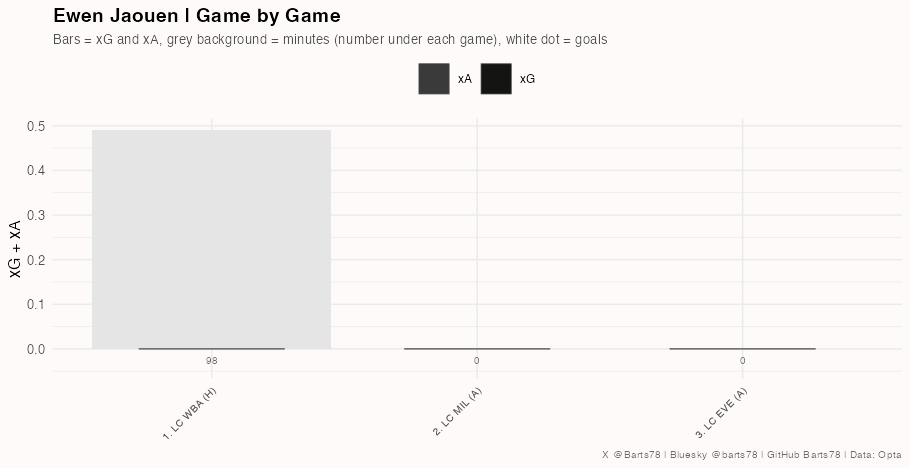 Ewen Jaouen | Game by Game
Bars = xG and xA, grey background = minutes (number under each game), white dot = goals
xA xG
xG + xA
0.5
0.4
0.3
0.2
0.1
0.0
98 0 0
1. LC WBA (H) 2. LC MIL (A) 3. LC EVE (A)
X @Barts78 | Bluesky @barts78 | GitHub Barts78 | Data: Opta